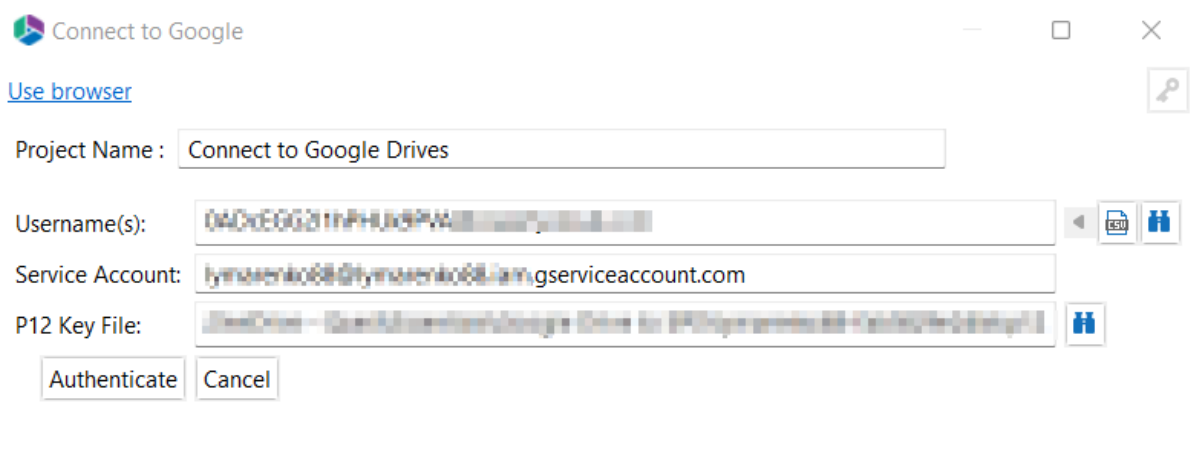 Connect to Google
Use browser
Project Name : Connect to Google Drives
Username(s):
CSV
Service Account: .gserviceaccount.com
P12 Key File:
Authenticate Cancel